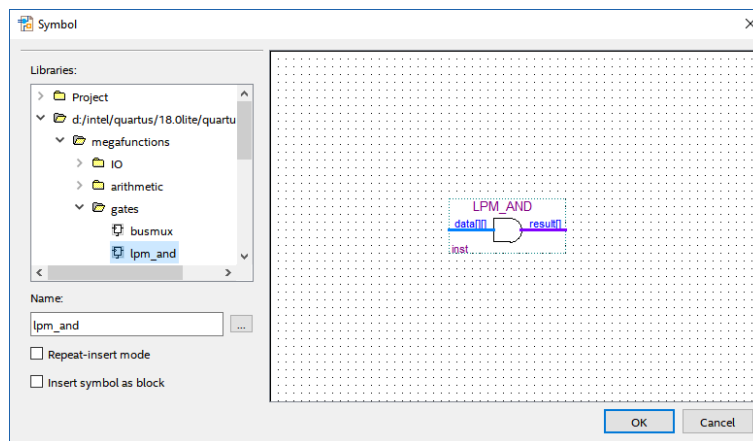 Symbol
Libraries:
Project
d:/intel/quartus/18.0lite/quartu
megafunctions
IO
arithmetic
gates
busmux
lpm_and
Name:
lpm_and
...
Repeat-insert mode
Insert symbol as block
LPM_AND
data[][] result[]
inst
OK Cancel